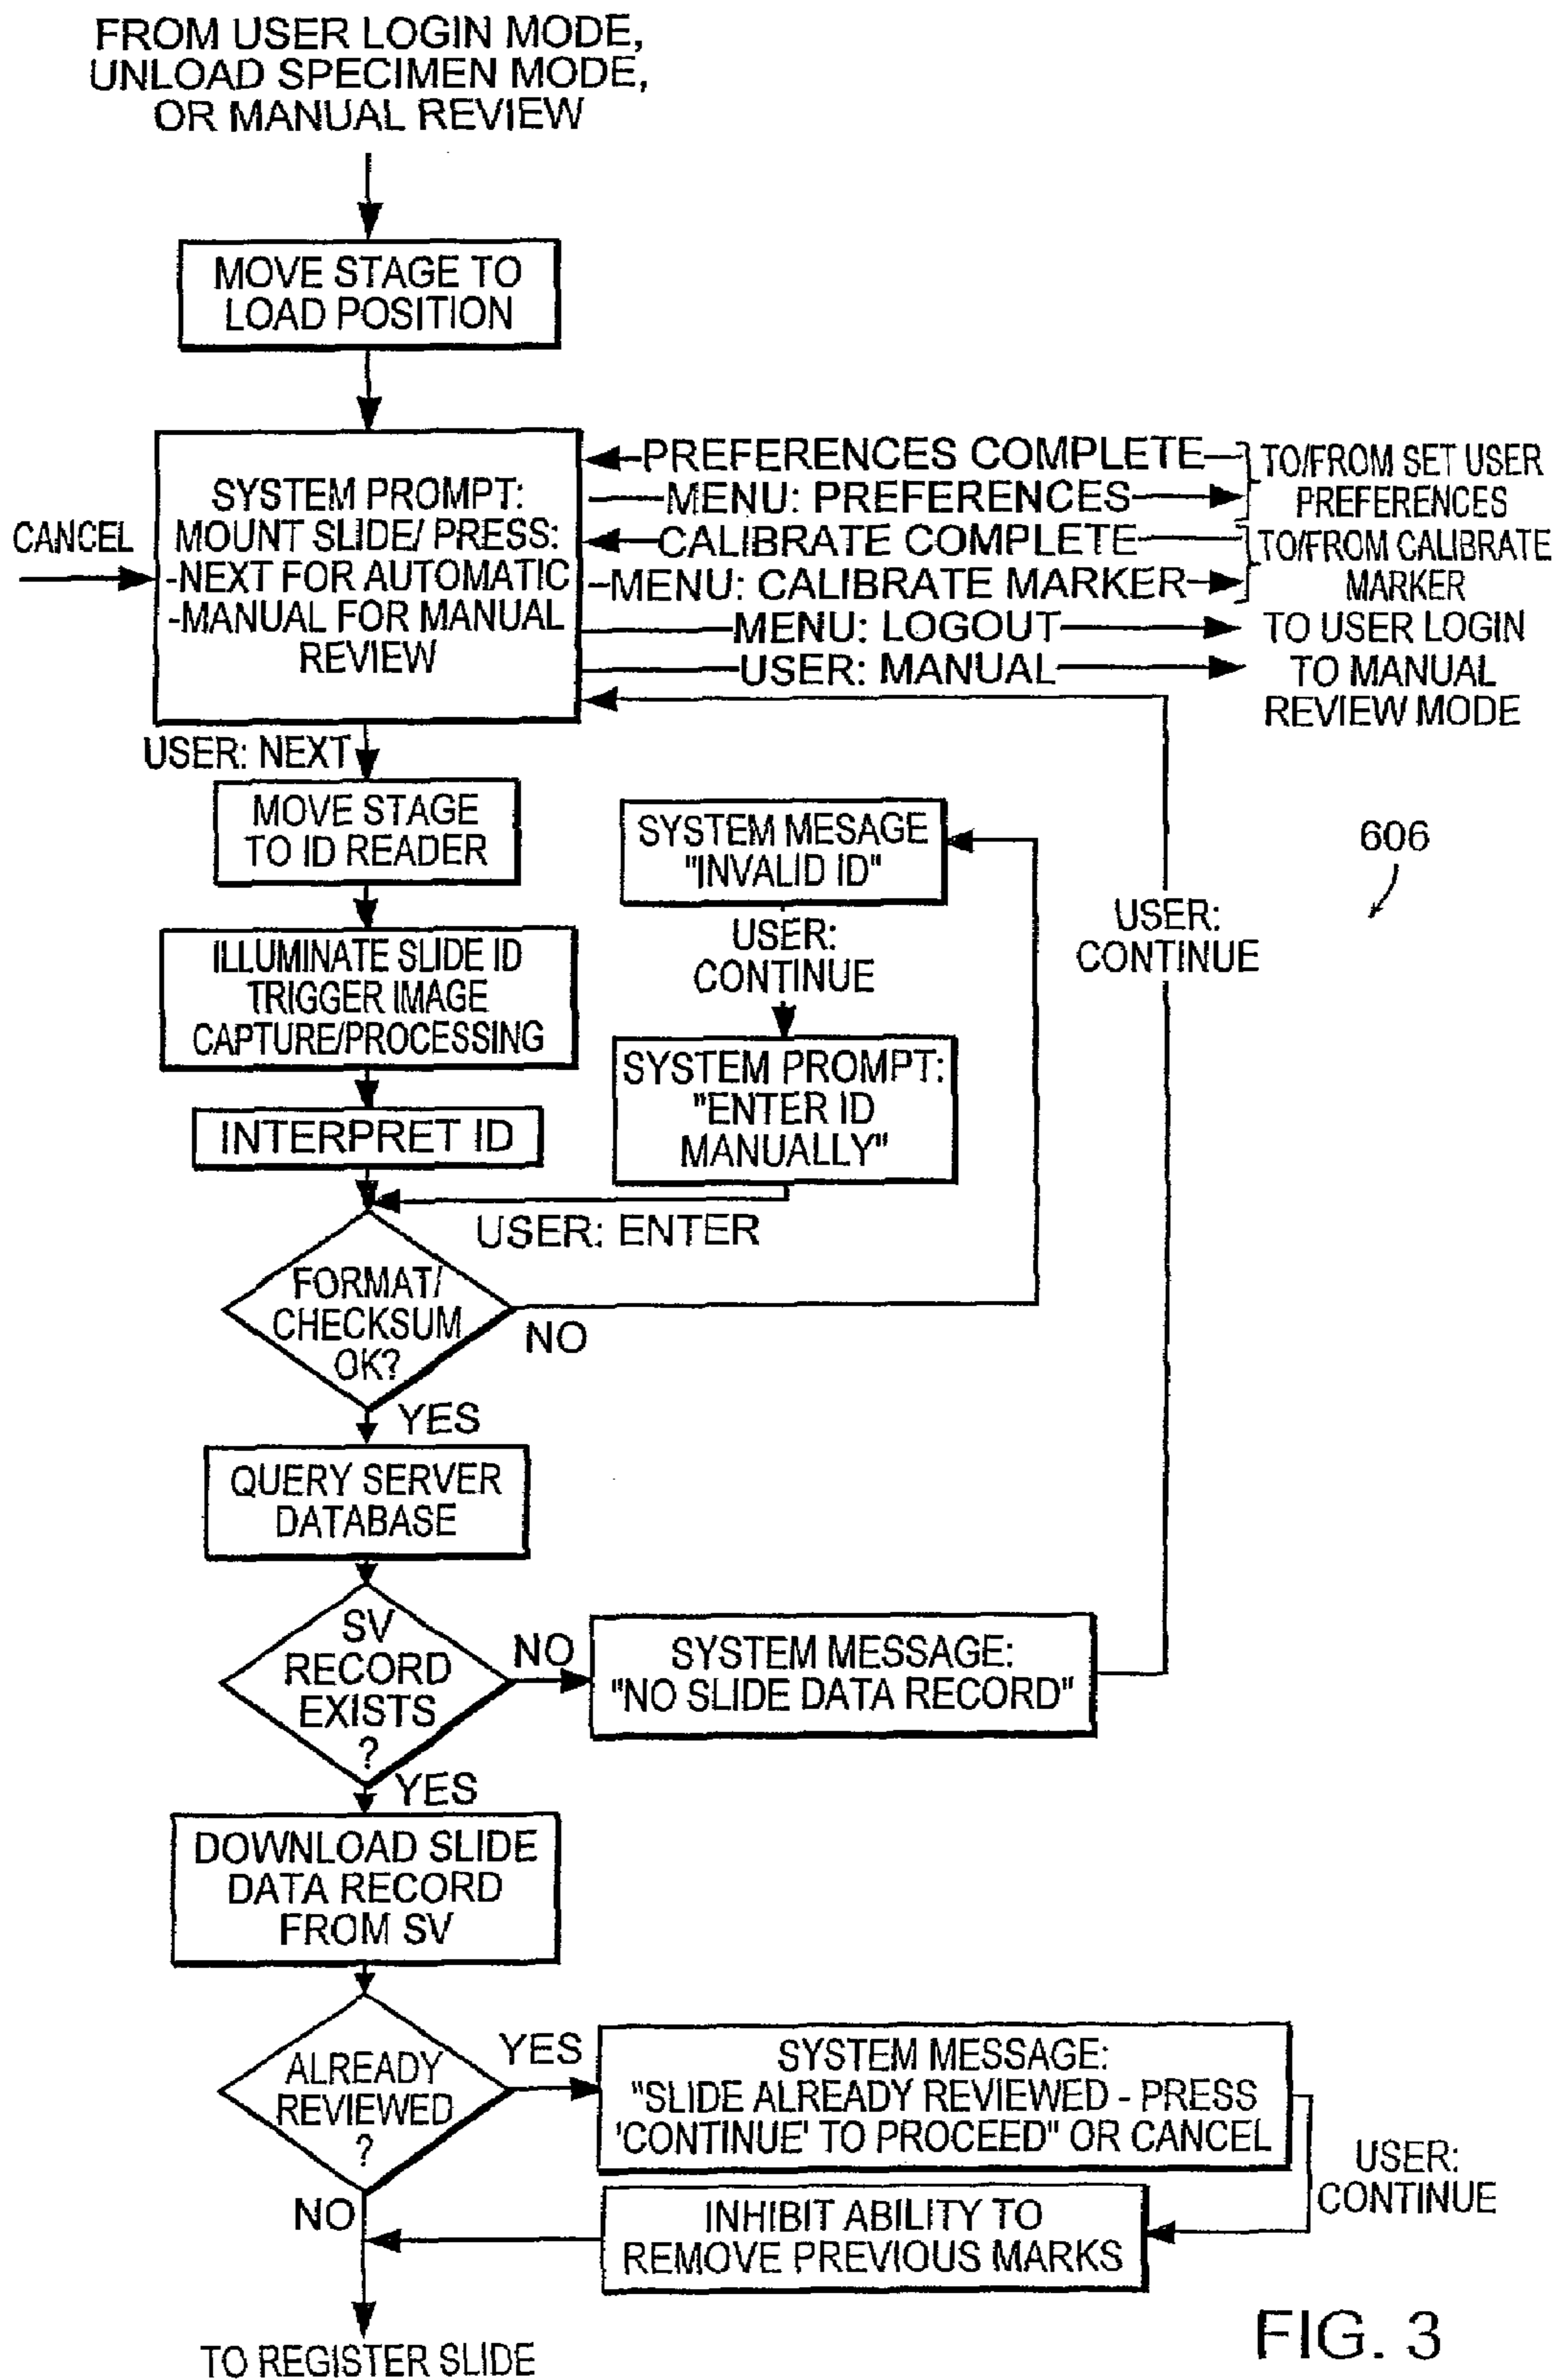 FROM USER LOGIN MODE,
UNLOAD SPECIMEN MODE,
OR MANUAL REVIEW
MOVE STAGE TO
LOAD POSITION
CANCEL
SYSTEM PROMPT:
MOUNT SLIDE/ PRESS:
-NEXT FOR AUTOMATIC
-MANUAL FOR MANUAL
REVIEW
PREFERENCES COMPLETE
MENU: PREFERENCES
TO/FROM SET USER
PREFERENCES
CALIBRATE COMPLETE
MENU: CALIBRATE MARKER
TO/FROM CALIBRATE
MARKER
MENU: LOGOUT
TO USER LOGIN
USER: MANUAL
TO MANUAL
REVIEW MODE
USER: NEXT
MOVE STAGE
TO ID READER
SYSTEM MESAGE
"INVALID ID"
606
USER:
CONTINUE
USER:
CONTINUE
ILLUMINATE SLIDE ID
TRIGGER IMAGE
CAPTURE/PROCESSING
SYSTEM PROMPT:
"ENTER ID
MANUALLY"
INTERPRET ID
USER: ENTER
FORMAT/
CHECKSUM
OK?
NO
YES
QUERY SERVER
DATABASE
SV
RECORD
EXISTS
?
NO
SYSTEM MESSAGE:
"NO SLIDE DATA RECORD"
YES
DOWNLOAD SLIDE
DATA RECORD
FROM SV
ALREADY
REVIEWED
?
YES
SYSTEM MESSAGE:
"SLIDE ALREADY REVIEWED - PRESS
'CONTINUE' TO PROCEED" OR CANCEL
USER:
CONTINUE
NO
INHIBIT ABILITY TO
REMOVE PREVIOUS MARKS
TO REGISTER SLIDE
FIG. 3